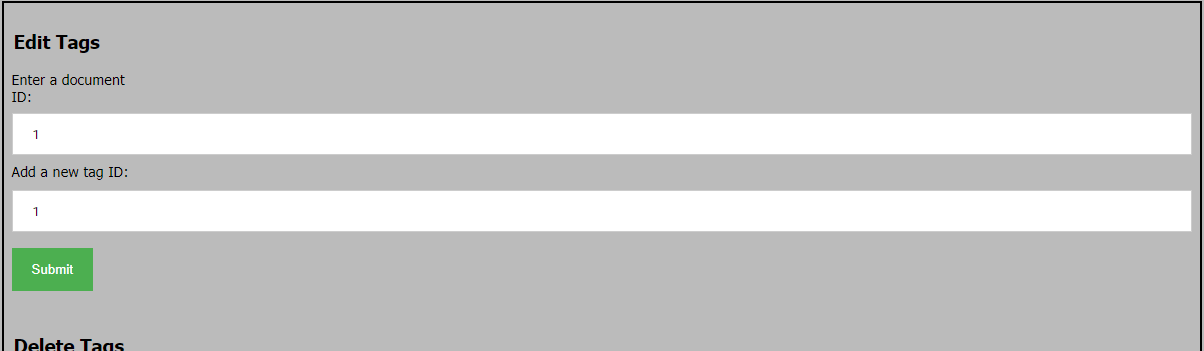 Edit Tags
Enter a document
ID:
1
Add a new tag ID:
1
Submit
Delete Tags